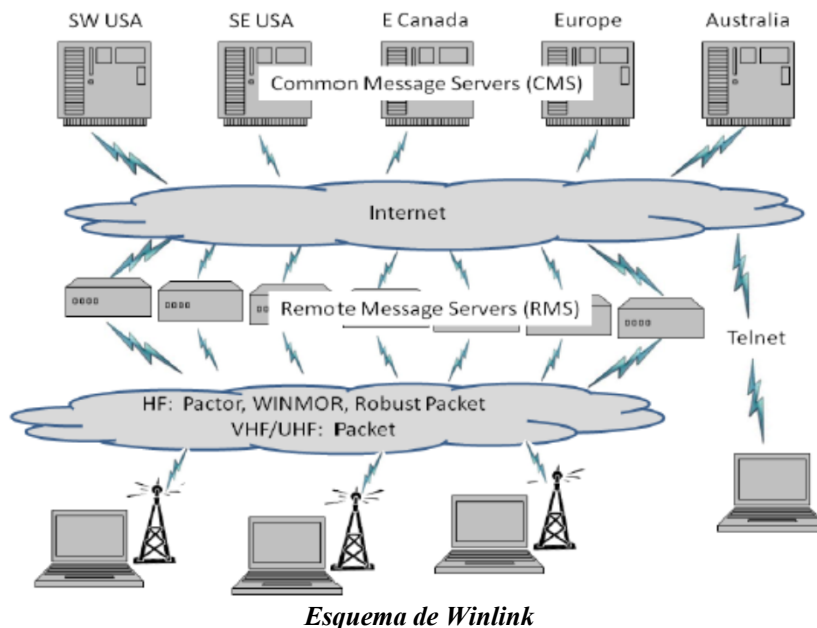 SW USA SE USA E Canada Europe Australia
Common Message Servers (CMS)
Internet
Remote Message Servers (RMS)
Telnet
HF: Pactor, WINMOR, Robust Packet
VHF/UHF: Packet
Esquema de Winlink